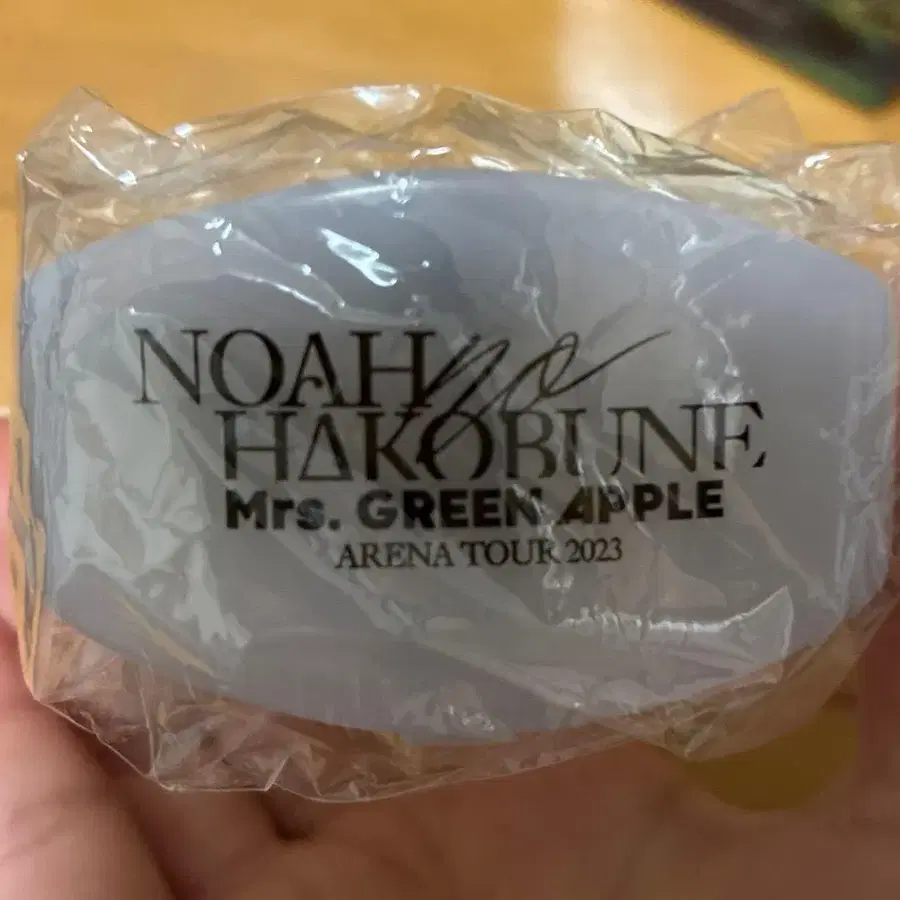 NOAH no
HAKOBUNE
Mrs. GREEN APPLE
ARENA TOUR 2023